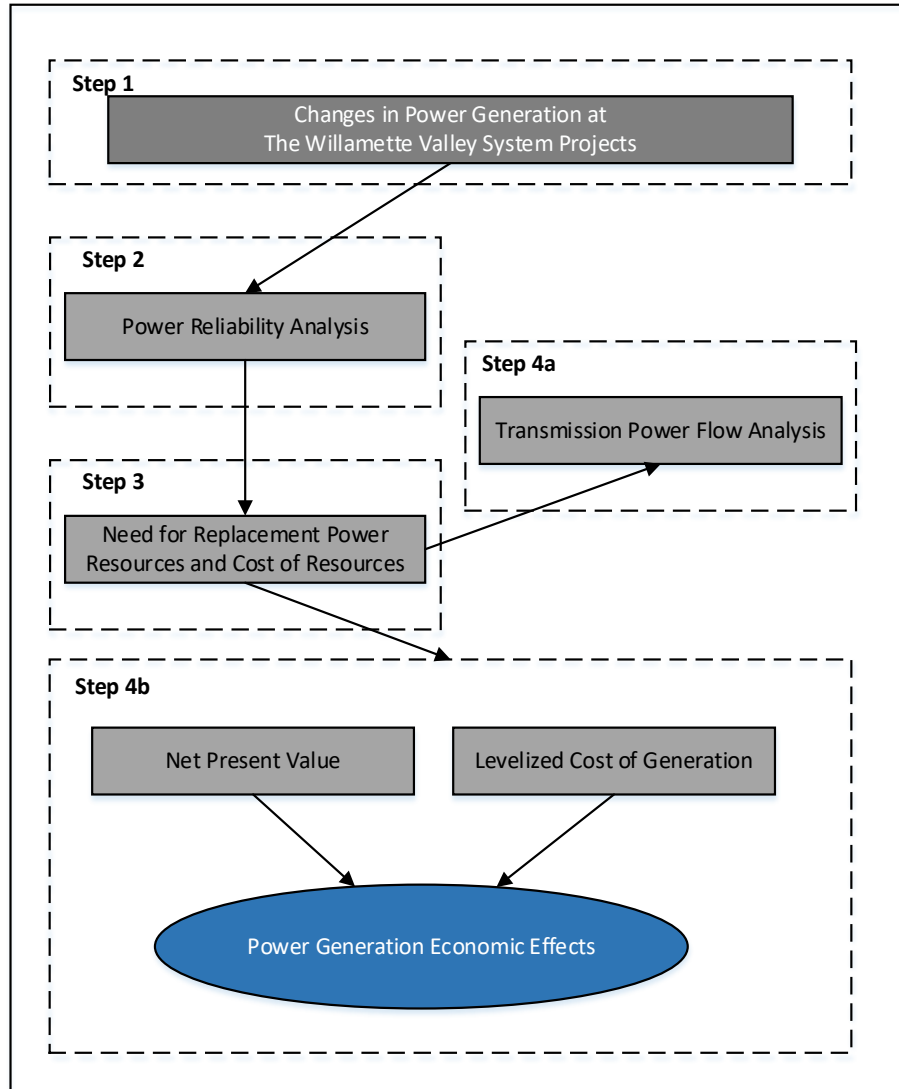 Step 1
Changes in Power Generation at
The Willamette Valley System Projects
Step 2
Power Reliability Analysis
Step 4a
Transmission Power Flow Analysis
Step 3
Need for Replacement Power
Resources and Cost of Resources
Step 4b
Net Present Value
Levelized Cost of Generation
Power Generation Economic Effects